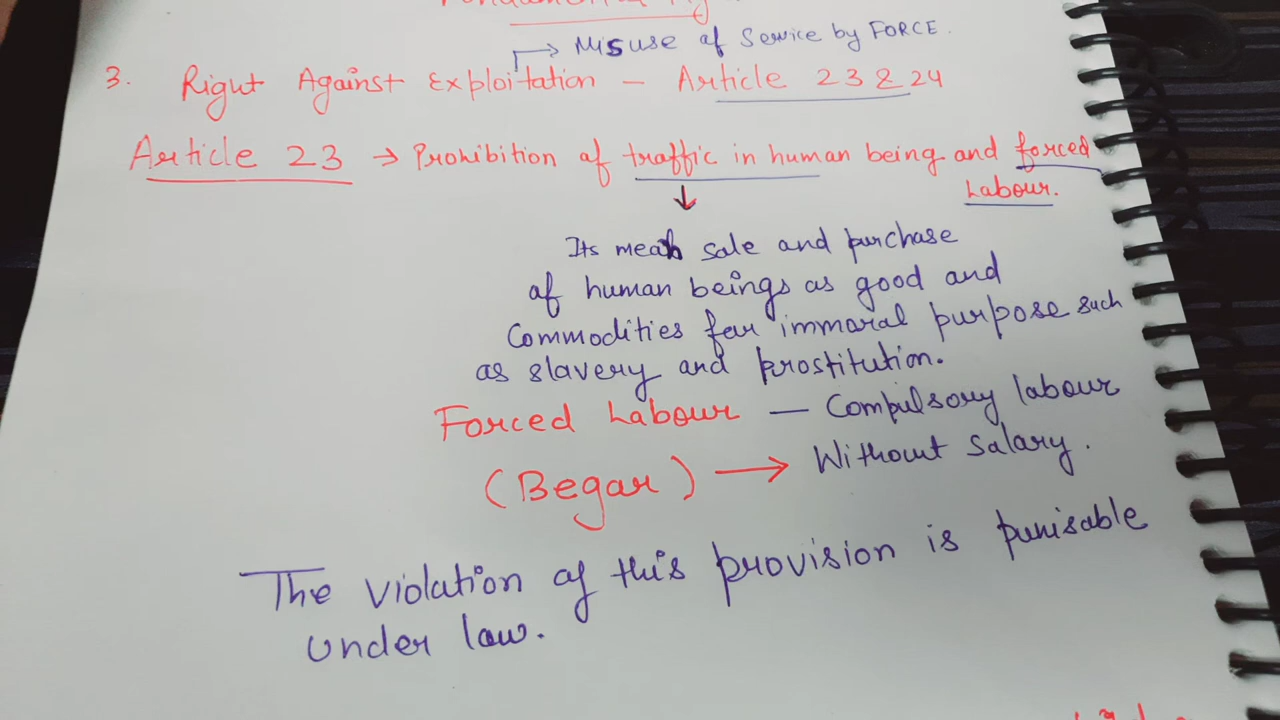 → Misuse of Service by FORCE.
3. Right Against Exploitation – Article 23 & 24
Article 23 → Prohibition of traffic in human being and forced
Labour.
Its mean sale and purchase
of human beings as good and
Commodities for immoral purpose such
as slavery and prostitution.
Forced Labour — Compulsory labour
(Begar) → Without Salary.
The violation of this provision is punisable
under law.